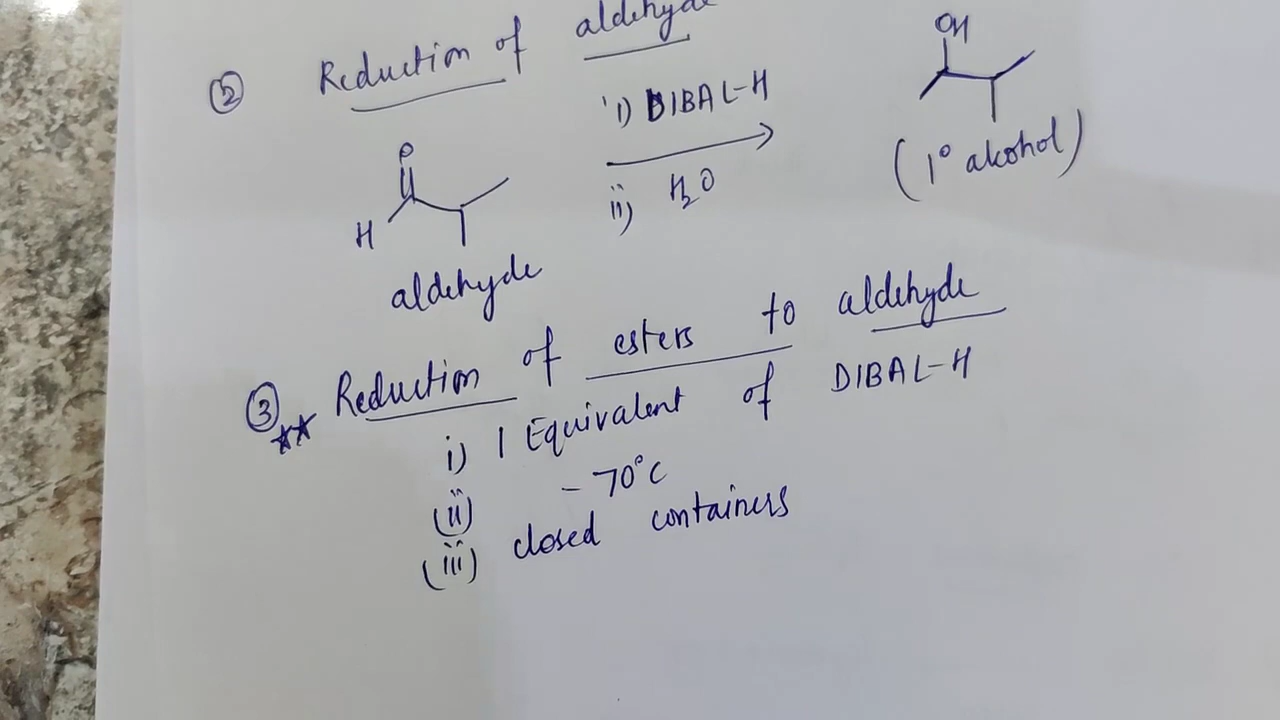 ② Reduction of aldehyde
OH
i) DIBAL-H
ii) H₂O
O
H
aldehyde
(1° alcohol)
③ ** Reduction of esters to aldehyde
i) 1 Equivalent of DIBAL-H
(ii) -70°C
(iii) closed containers